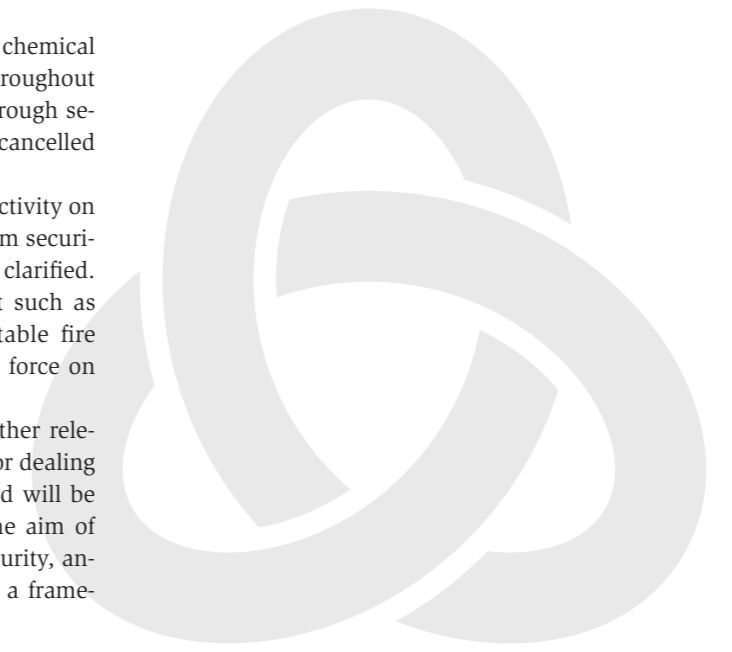 chemical
roughout
rough se-
cancelled
ctivity on
m securi-
clarified.
t such as
table fire
force on
ther rele-
or dealing
d will be
he aim of
urity, an-
a frame-